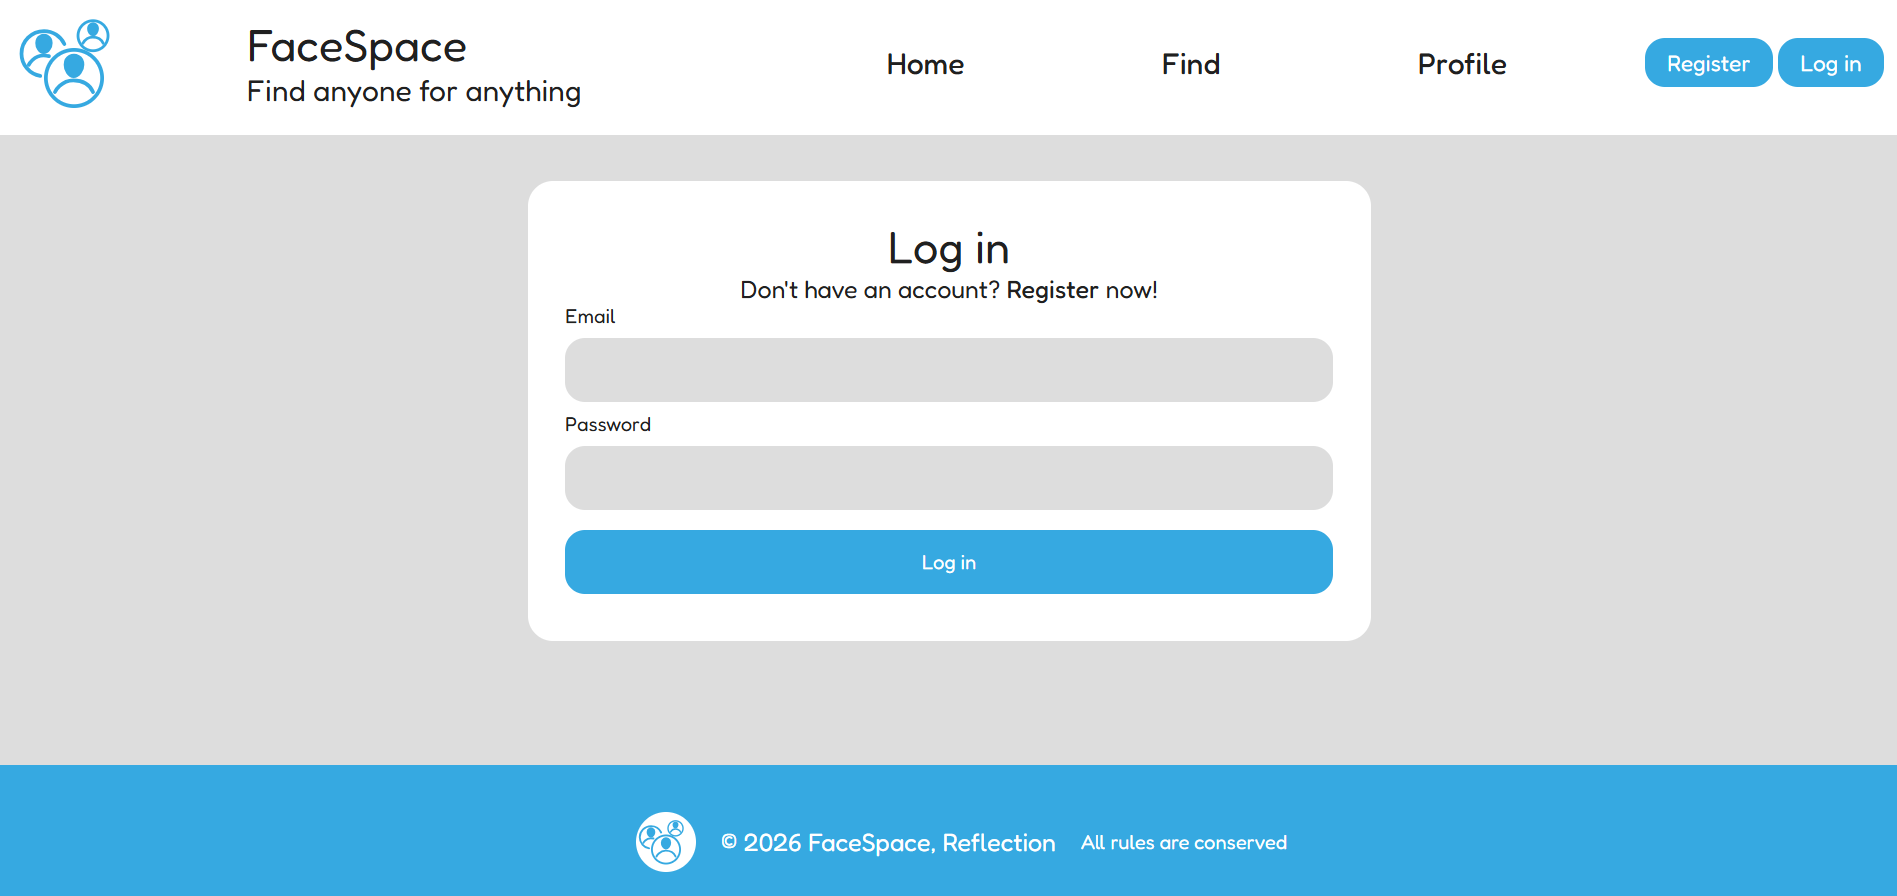 FaceSpace
Find anyone for anything
Home
Find
Profile
Register
Log in
Log in
Don't have an account? Register now!
Email
Password
Log in
© 2026 FaceSpace, Reflection
All rules are conserved